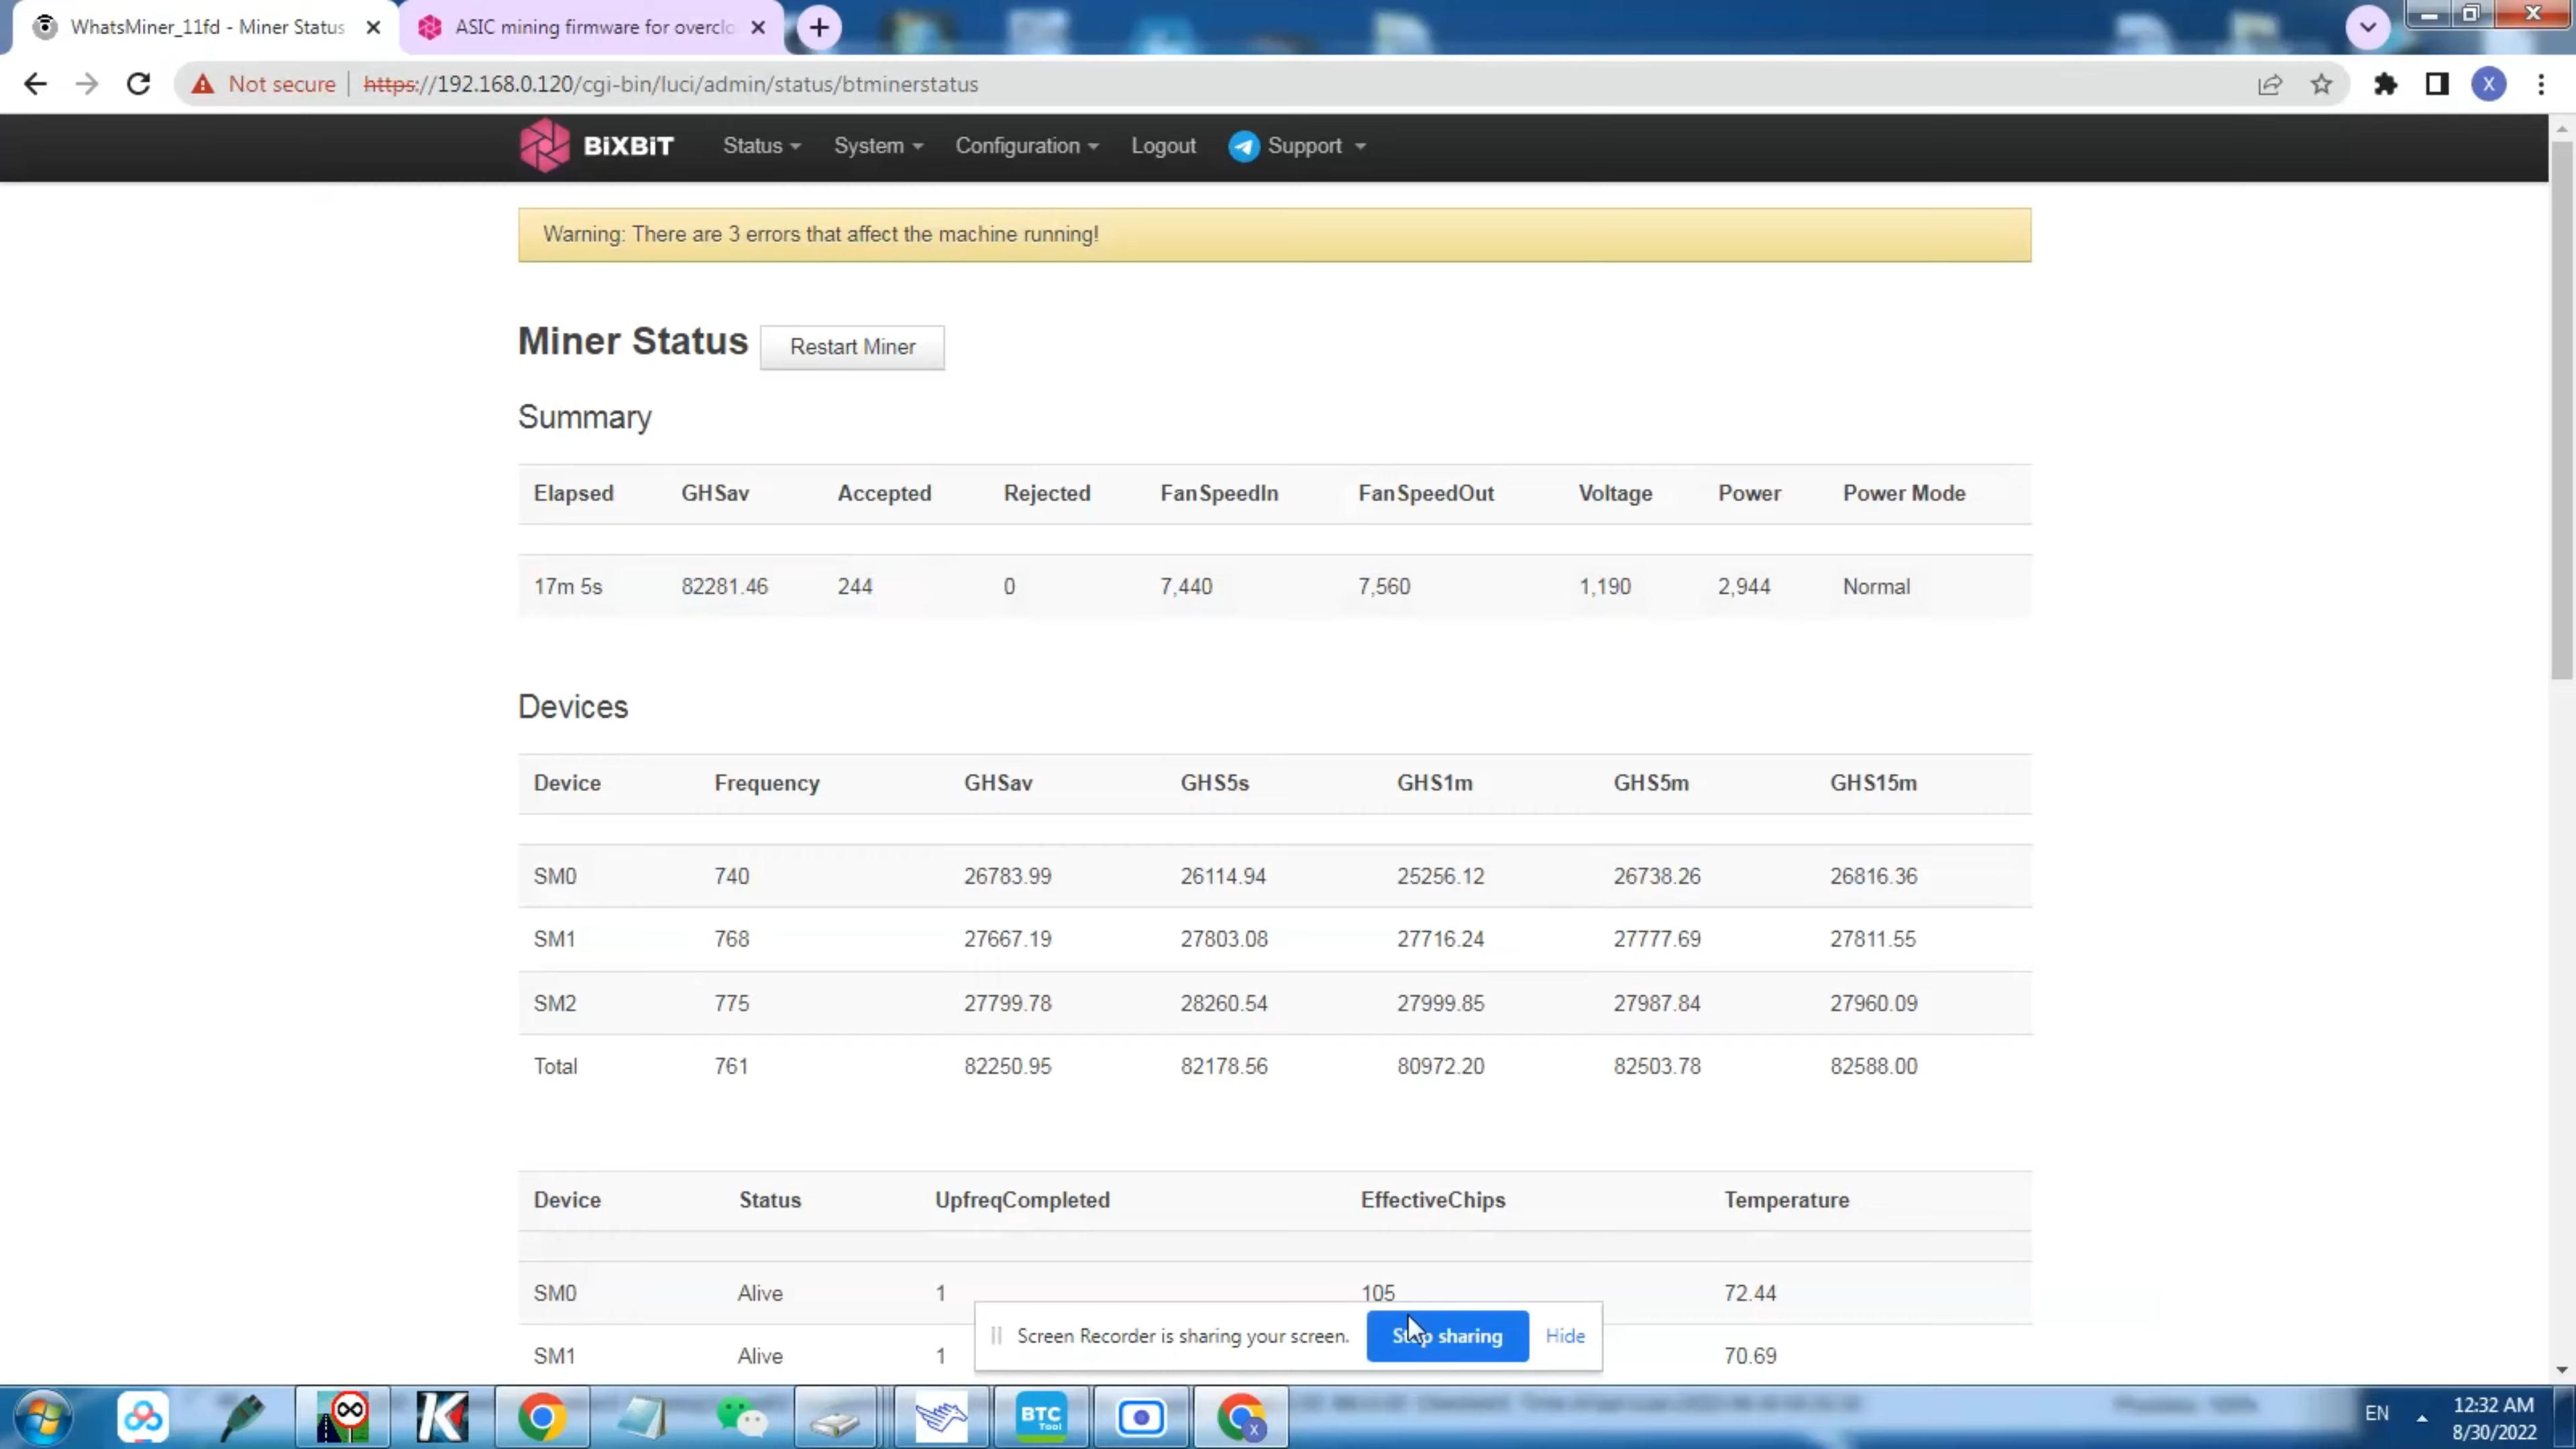 WhatsMiner_11fd - Miner Status
ASIC mining firmware for overclo
Not secure https://192.168.0.120/cgi-bin/luci/admin/status/btminerstatus X
BiXBiT Status System Configuration Logout Support
Warning: There are 3 errors that affect the machine running!
Miner Status Restart Miner
Summary
Elapsed GHSav Accepted Rejected FanSpeedIn FanSpeedOut Voltage Power Power Mode
17m 5s 82281.46 244 0 7,440 7,560 1,190 2,944 Normal
Devices
Device Frequency GHSav GHS5s GHS1m GHS5m GHS15m
SM0 740 26783.99 26114.94 25256.12 26738.26 26816.36
SM1 768 27667.19 27803.08 27716.24 27777.69 27811.55
SM2 775 27799.78 28260.54 27999.85 27987.84 27960.09
Total 761 82250.95 82178.56 80972.20 82503.78 82588.00
Device Status UpfreqCompleted EffectiveChips Temperature
SM0 Alive 1 105 72.44
Screen Recorder is sharing your screen. Stop sharing Hide
SM1 Alive 1 70.69
K
BTC
Tool
X
EN
12:32 AM
8/30/2022